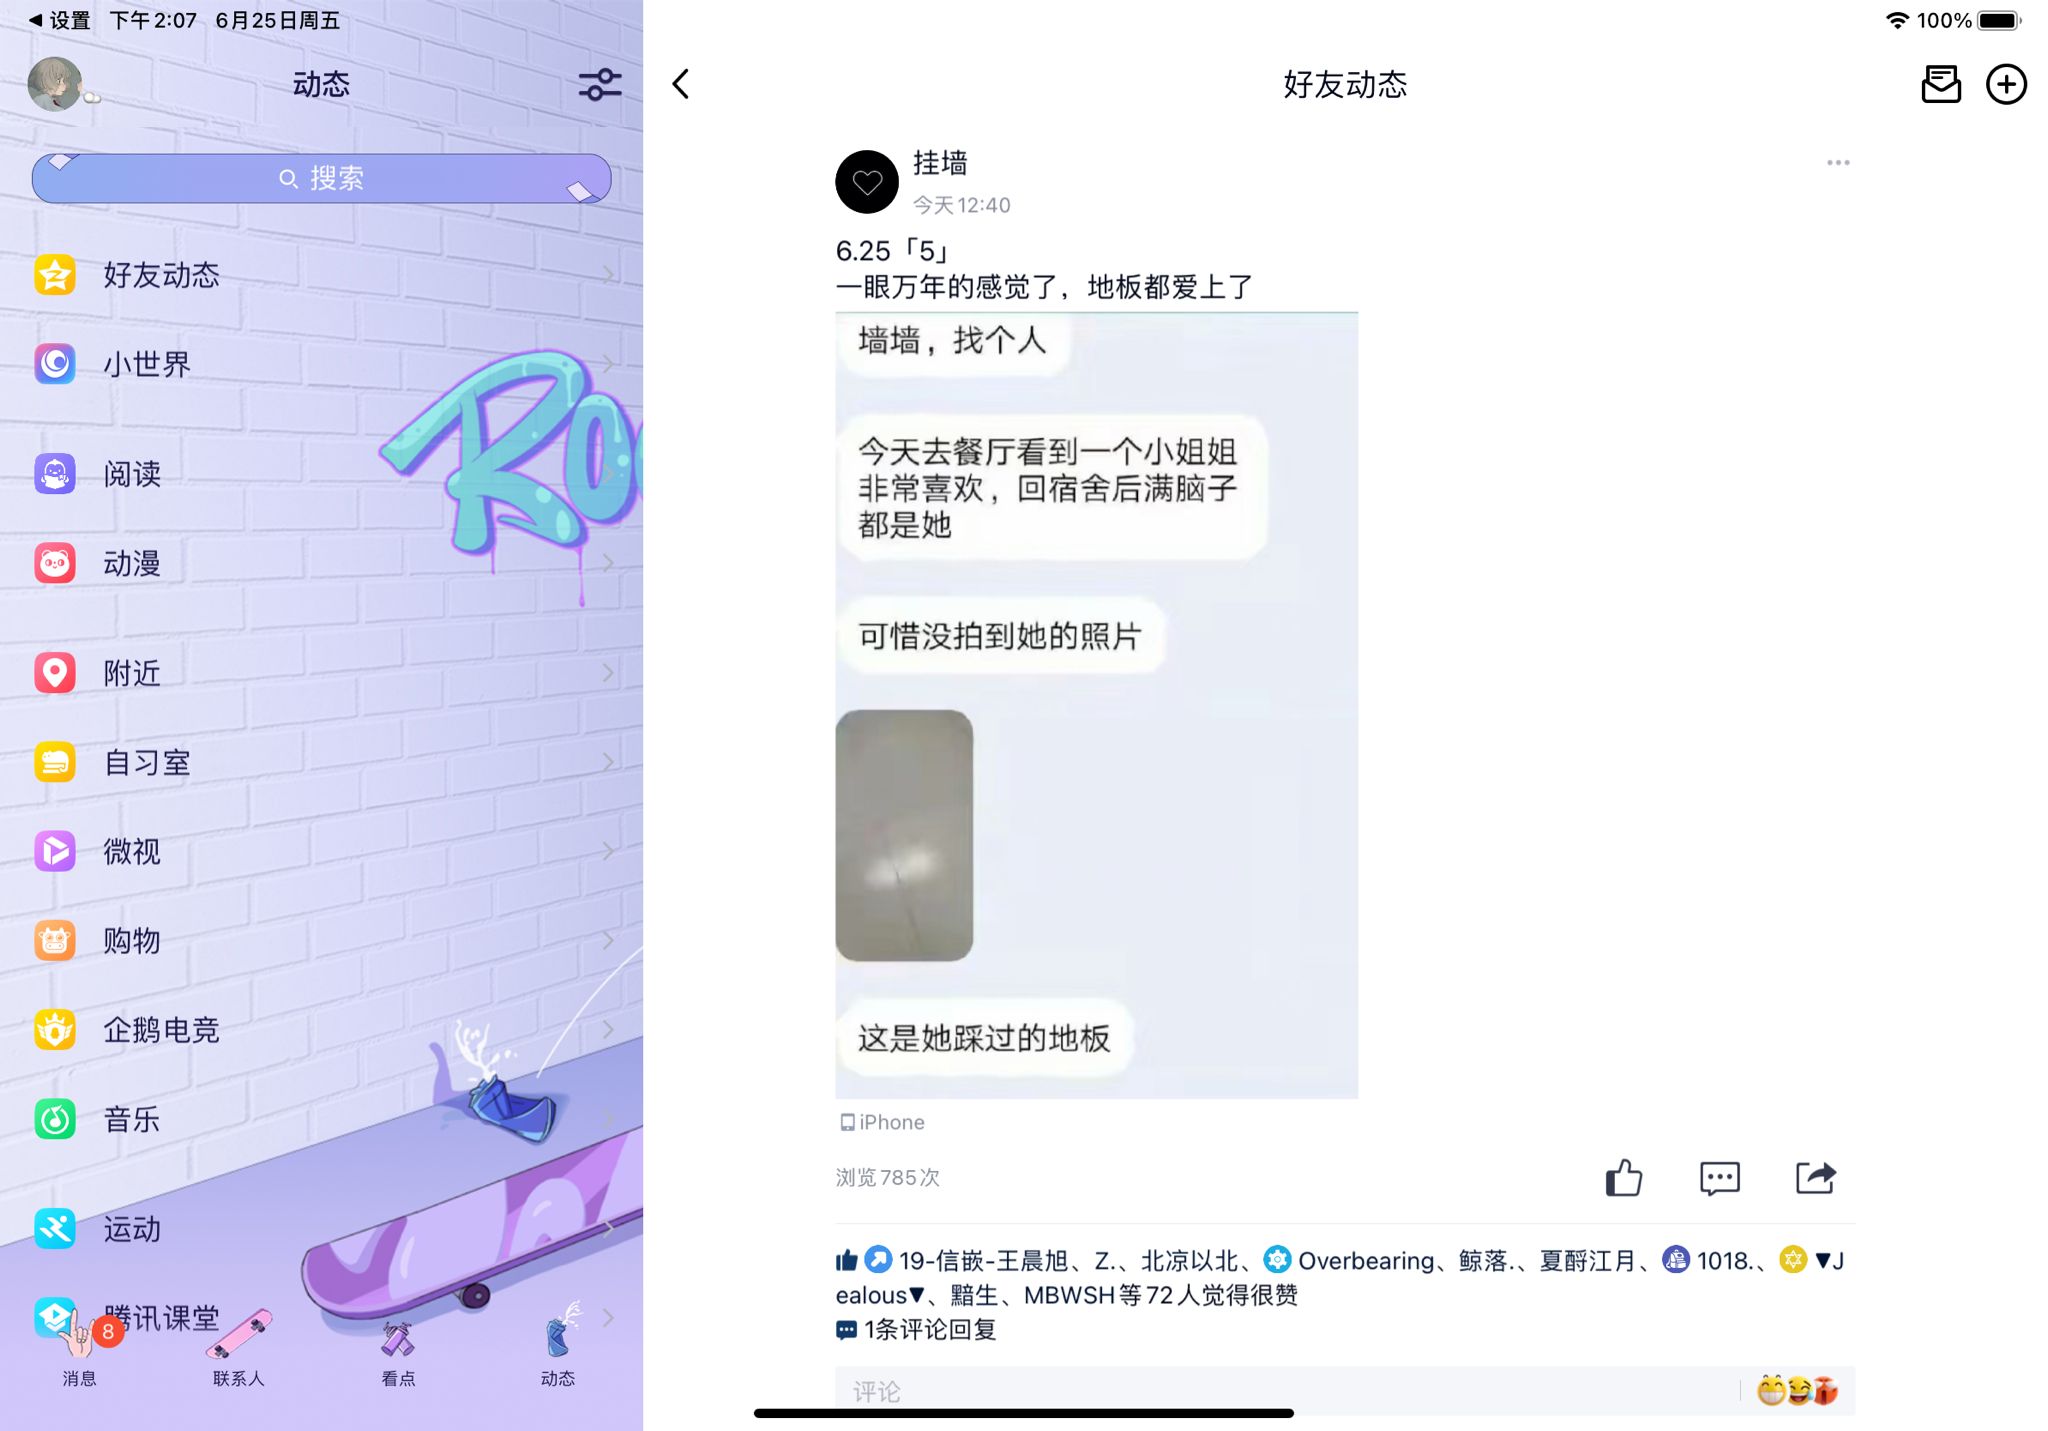 设置 下午2:07 6月25日周五
100%
动态
搜索
好友动态
小世界
阅读
动漫
附近
自习室
微视
购物
企鹅电竞
音乐
运动
腾讯课堂
8
消息
联系人
看点
动态
好友动态
挂墙
今天12:40
6.25「5」
一眼万年的感觉了，地板都爱上了
墙墙，找个人
今天去餐厅看到一个小姐姐
非常喜欢，回宿舍后满脑子
都是她
可惜没拍到她的照片
这是她踩过的地板
iPhone
浏览785次
19-信嵌-王晨旭、Z.、北凉以北、Overbearing、鲸落.、夏酹江月、1018.、▼J
ealous▼、黯生、MBWSH等72人觉得很赞
1条评论回复
评论